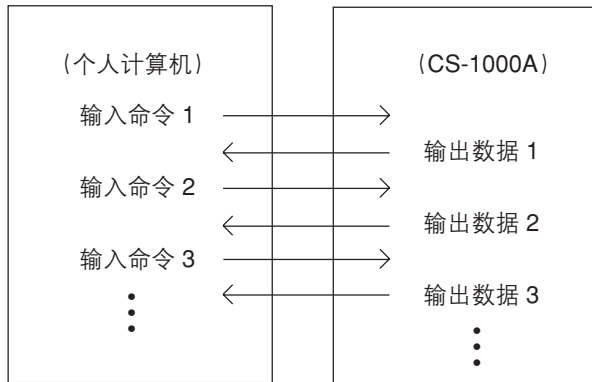 (个人计算机)
(CS-1000A)
输入命令 1
输出数据 1
输入命令 2
输出数据 2
输入命令 3
输出数据 3